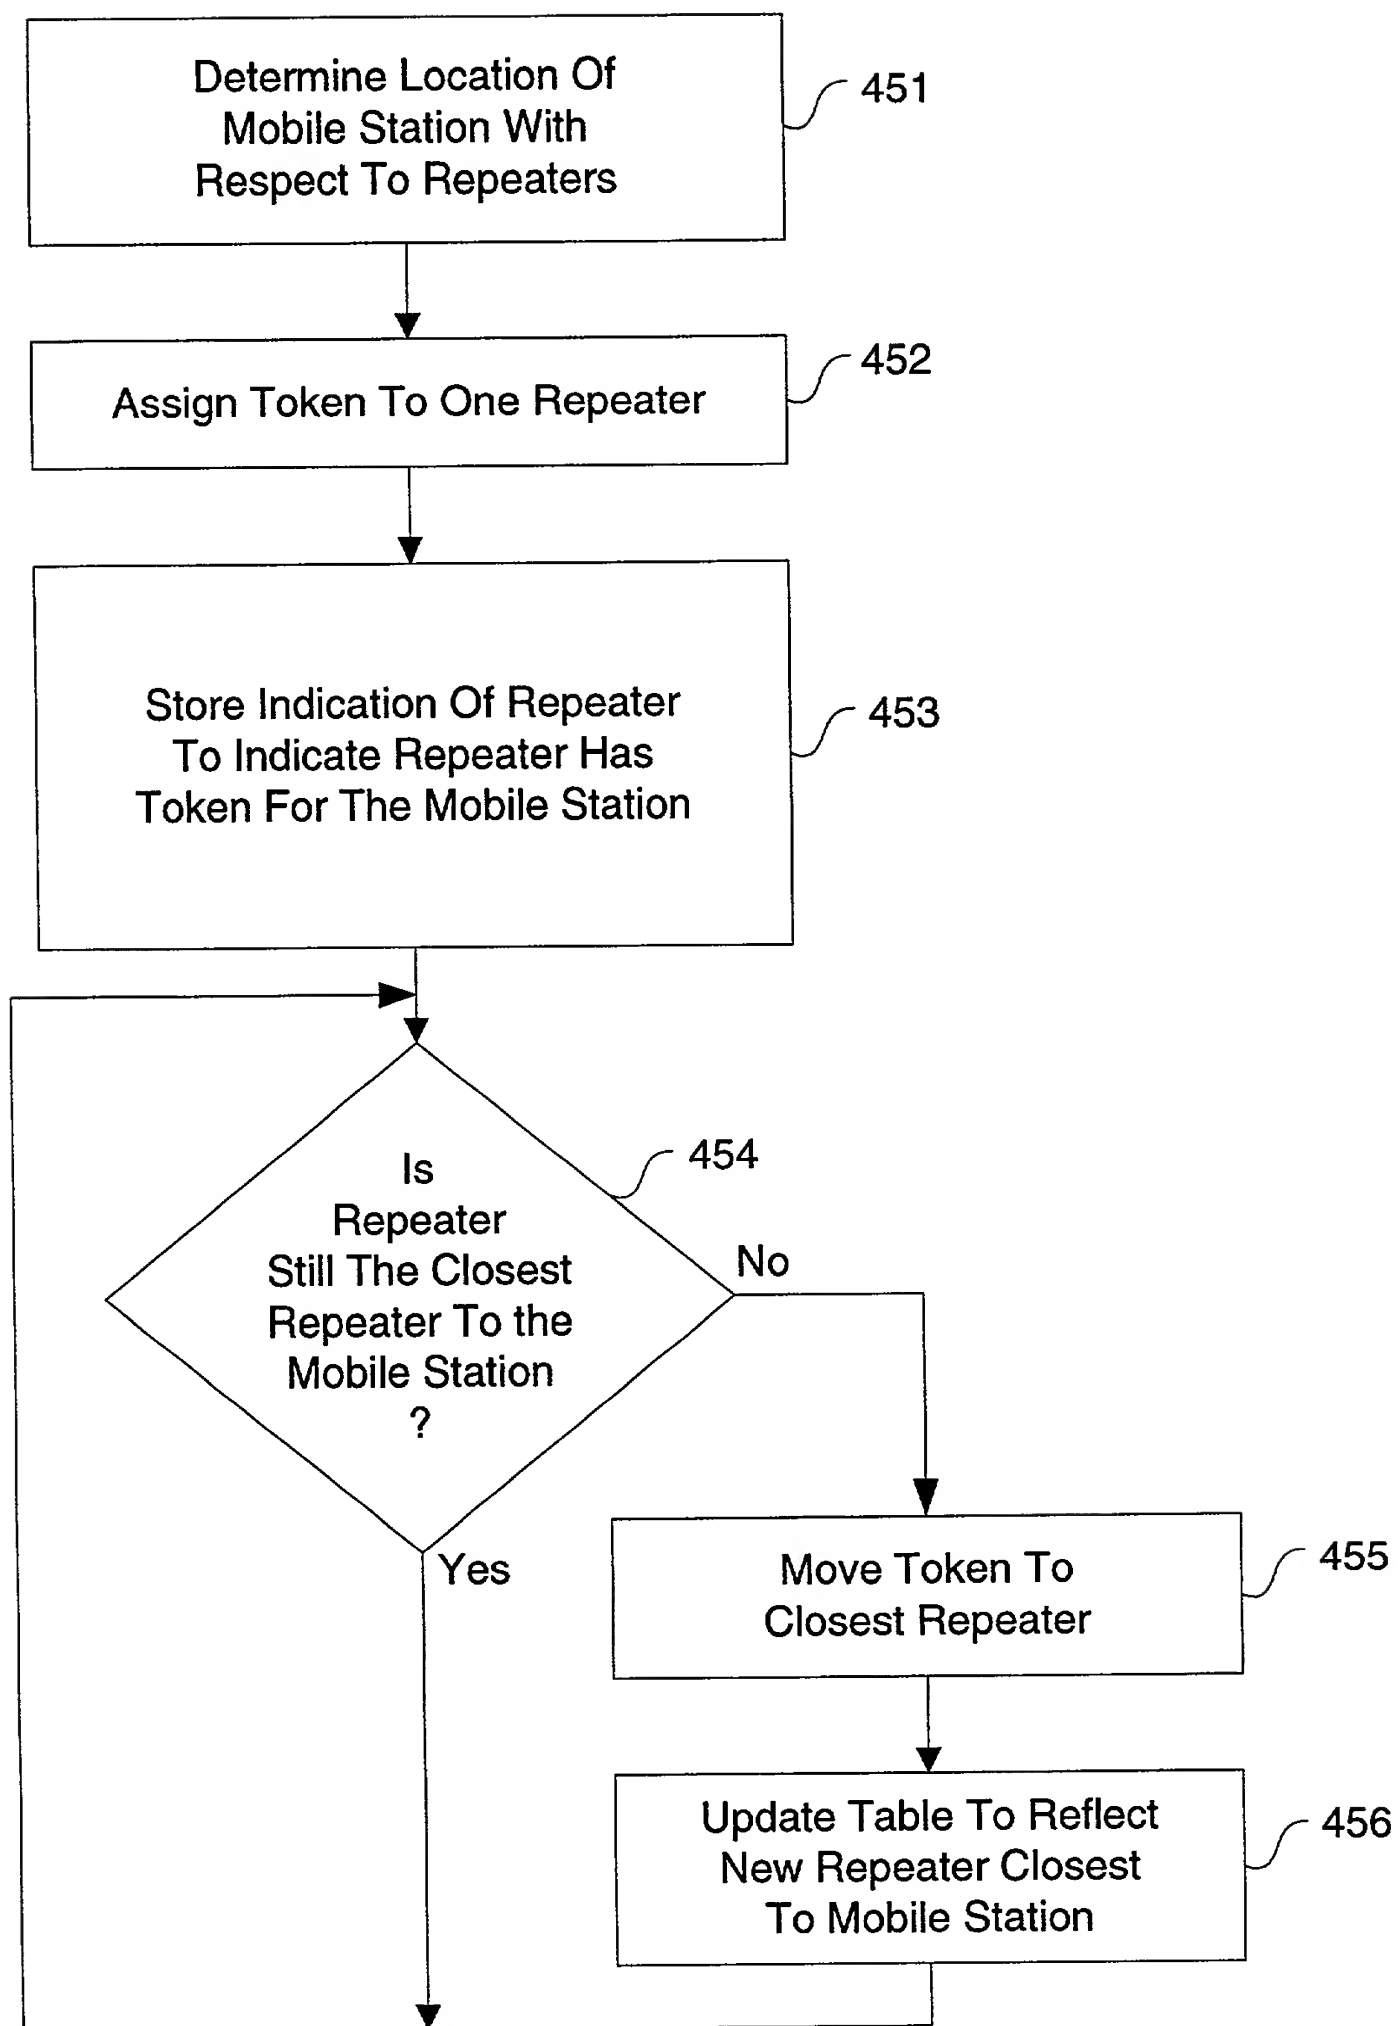 Determine Location Of
Mobile Station With
Respect To Repeaters
451
Assign Token To One Repeater
452
Store Indication Of Repeater
To Indicate Repeater Has
Token For The Mobile Station
453
Is
Repeater
Still The Closest
Repeater To the
Mobile Station
?
454
No
Yes
Move Token To
Closest Repeater
455
Update Table To Reflect
New Repeater Closest
To Mobile Station
456